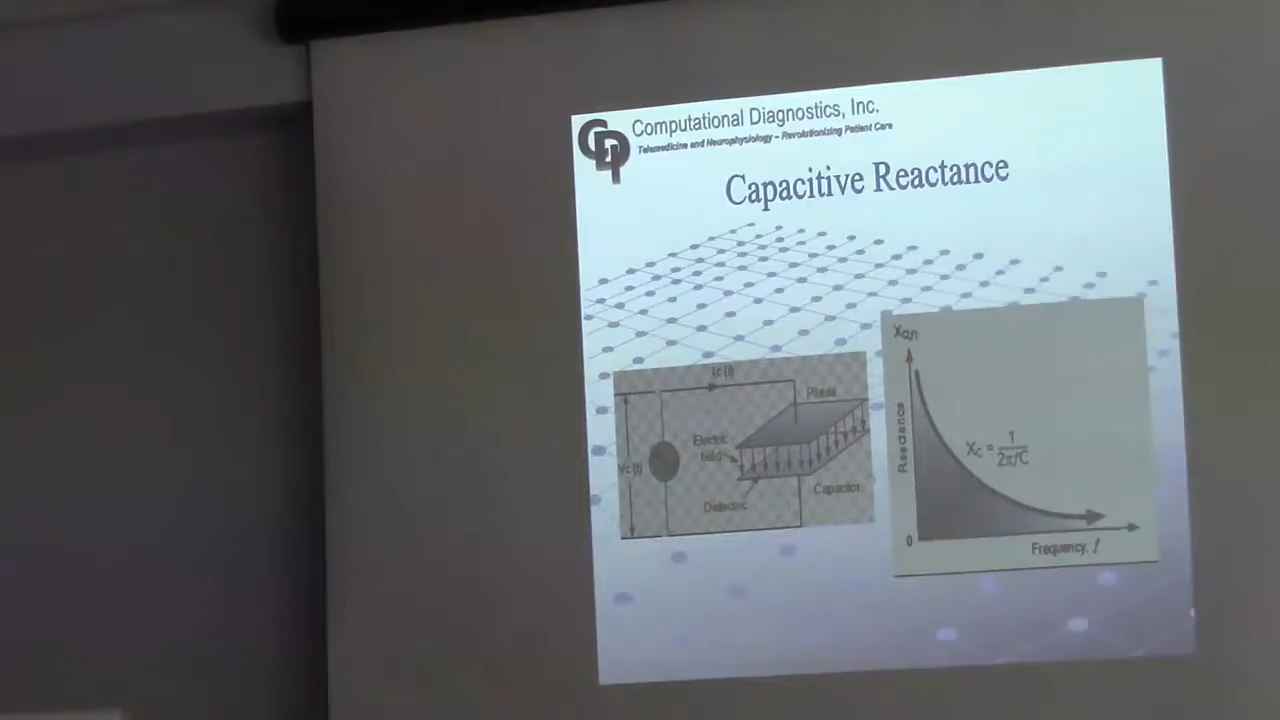 CDI
Computational Diagnostics, Inc.
Telemedicine and Neurophysiology – Revolutionizing Patient Care
Capacitive Reactance
Ic (t)
Plates
Electric
field
Vc (t)
Capacitor
Dielectric
Reactance
Xc = 1
2πfC
0
Frequency, f